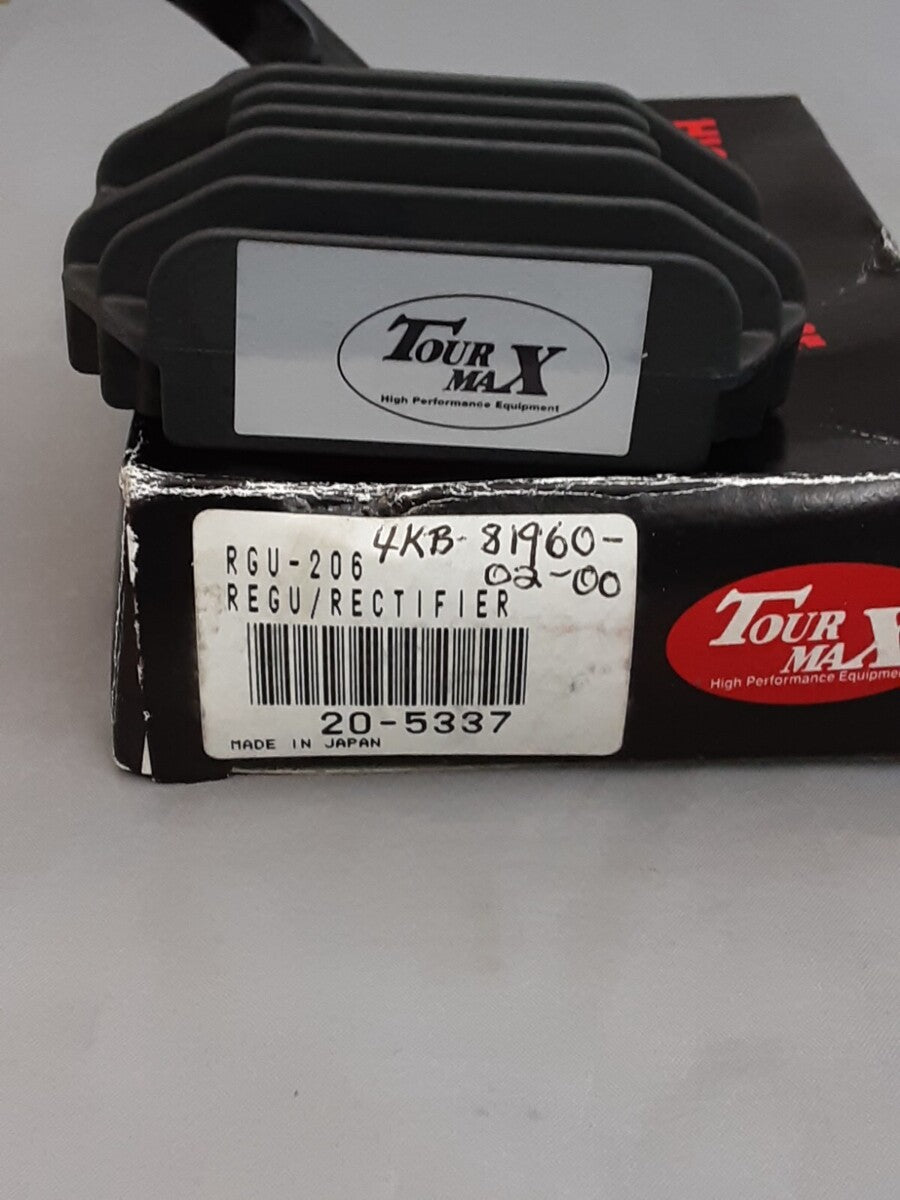 TOUR
MAX
High Performance Equipment
RGU-206
4KB-81960-
02-00
REGU/RECTIFIER
20-5337
MADE IN JAPAN
TOUR
MAX
High Performance